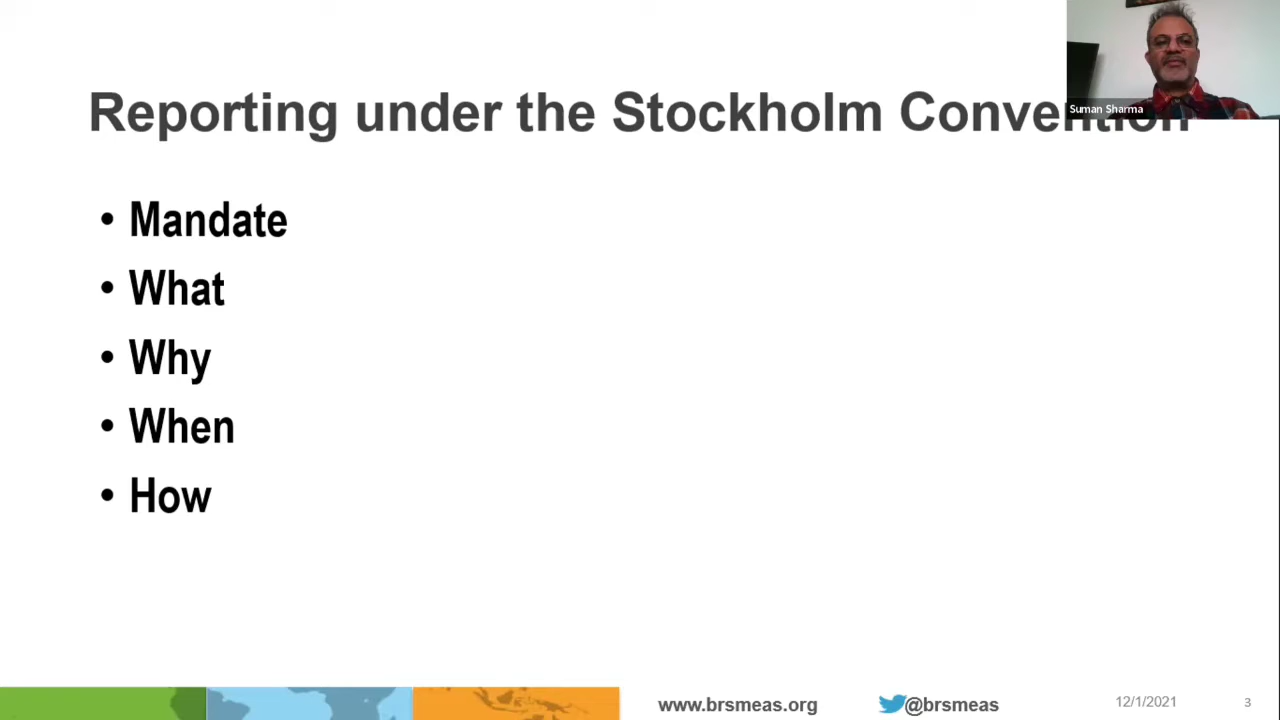 Reporting under the Stockholm Convention
Suman Sharma
• Mandate
• What
• Why
• When
• How
www.brsmeas.org
@brsmeas
12/1/2021
3